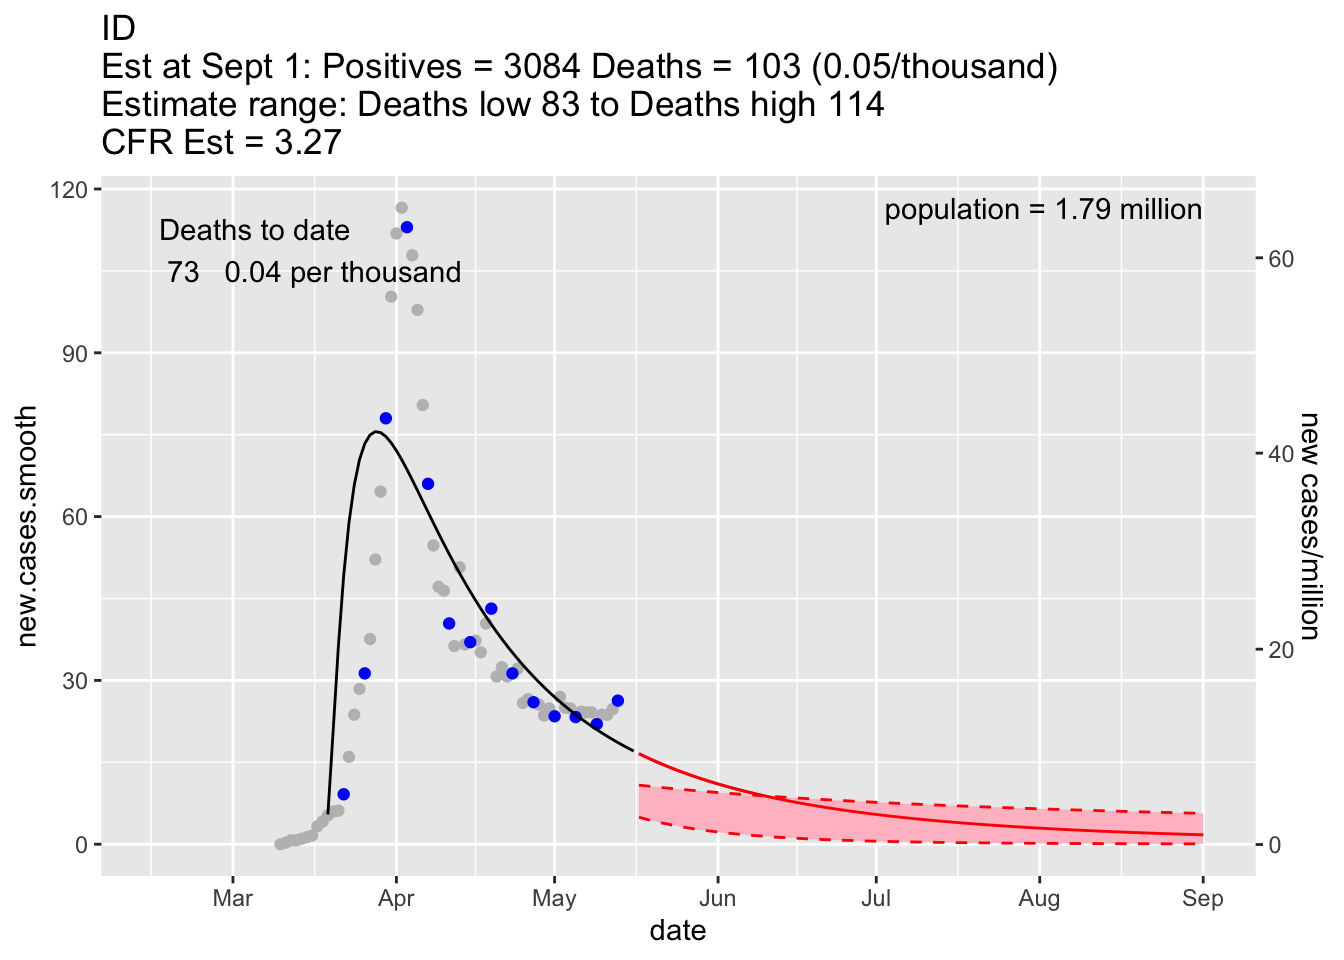 ID
Est at Sept 1: Positives = 3084 Deaths = 103 (0.05/thousand)
Estimate range: Deaths low 83 to Deaths high 114
CFR Est = 3.27
120
90
60
30
0
new.cases.smooth
Deaths to date
73 0.04 per thousand
population = 1.79 million
60
40
20
0
new cases/million
Mar Apr May Jun Jul Aug Sep
date